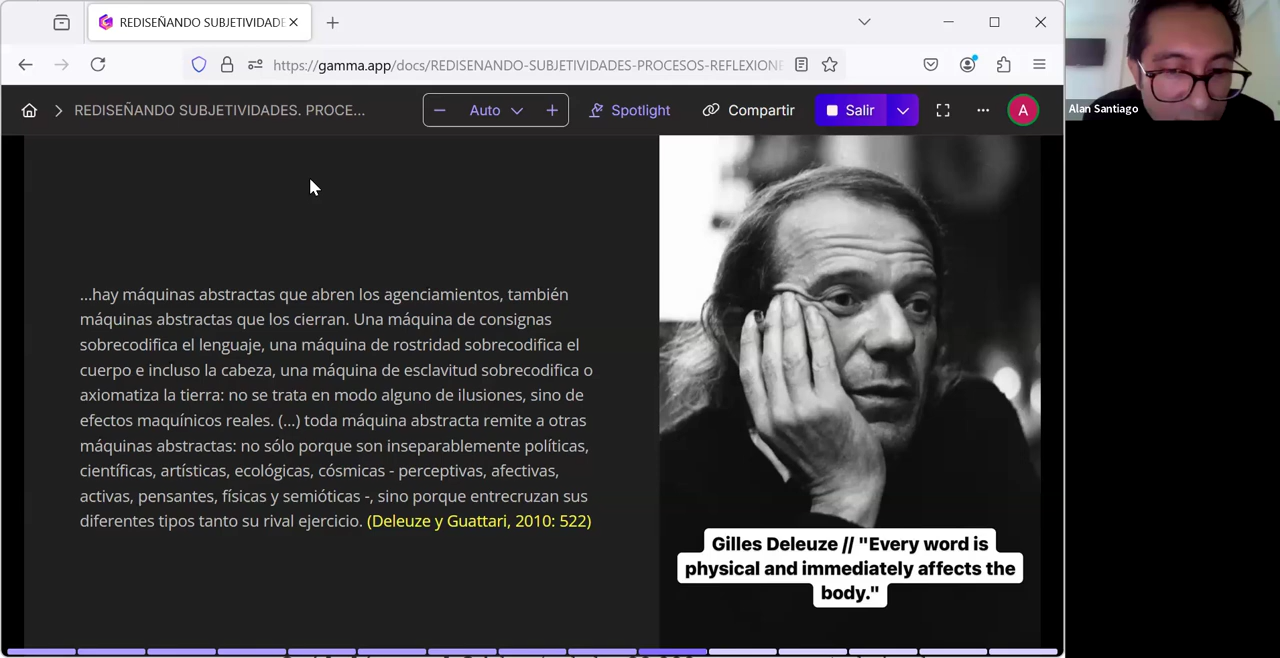 REDISEÑANDO SUBJETIVIDADE
https://gamma.app/docs/REDISENANDO-SUBJETIVIDADES-PROCESOS-REFLEXIONE
REDISEÑANDO SUBJETIVIDADES. PROCE...
Auto
Spotlight
Compartir
Salir
A
Alan Santiago
...hay máquinas abstractas que abren los agenciamientos, también
máquinas abstractas que los cierran. Una máquina de consignas
sobrecodifica el lenguaje, una máquina de rostridad sobrecodifica el
cuerpo e incluso la cabeza, una máquina de esclavitud sobrecodifica o
axiomatiza la tierra: no se trata en modo alguno de ilusiones, sino de
efectos maquínicos reales. (...) toda máquina abstracta remite a otras
máquinas abstractas: no sólo porque son inseparablemente políticas,
científicas, artísticas, ecológicas, cósmicas - perceptivas, afectivas,
activas, pensantes, físicas y semióticas -, sino porque entrecruzan sus
diferentes tipos tanto su rival ejercicio. (Deleuze y Guattari, 2010: 522)
Gilles Deleuze // "Every word is
physical and immediately affects the
body."